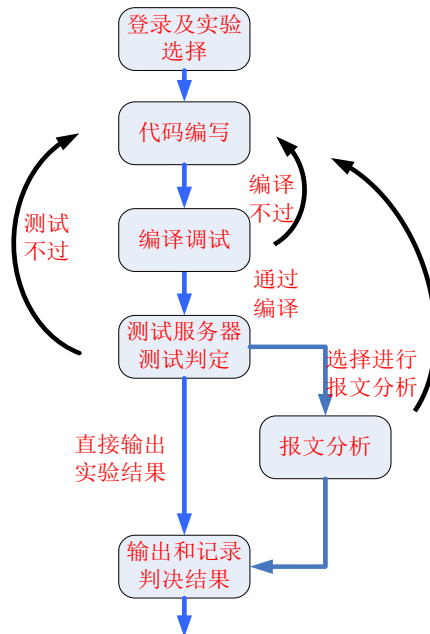 登录及实验
选择
代码编写
编译
不过
测试
不过
编译调试
通过
编译
测试服务器
测试判定
选择进行
报文分析
直接输出
实验结果
报文分析
输出和记录
判决结果